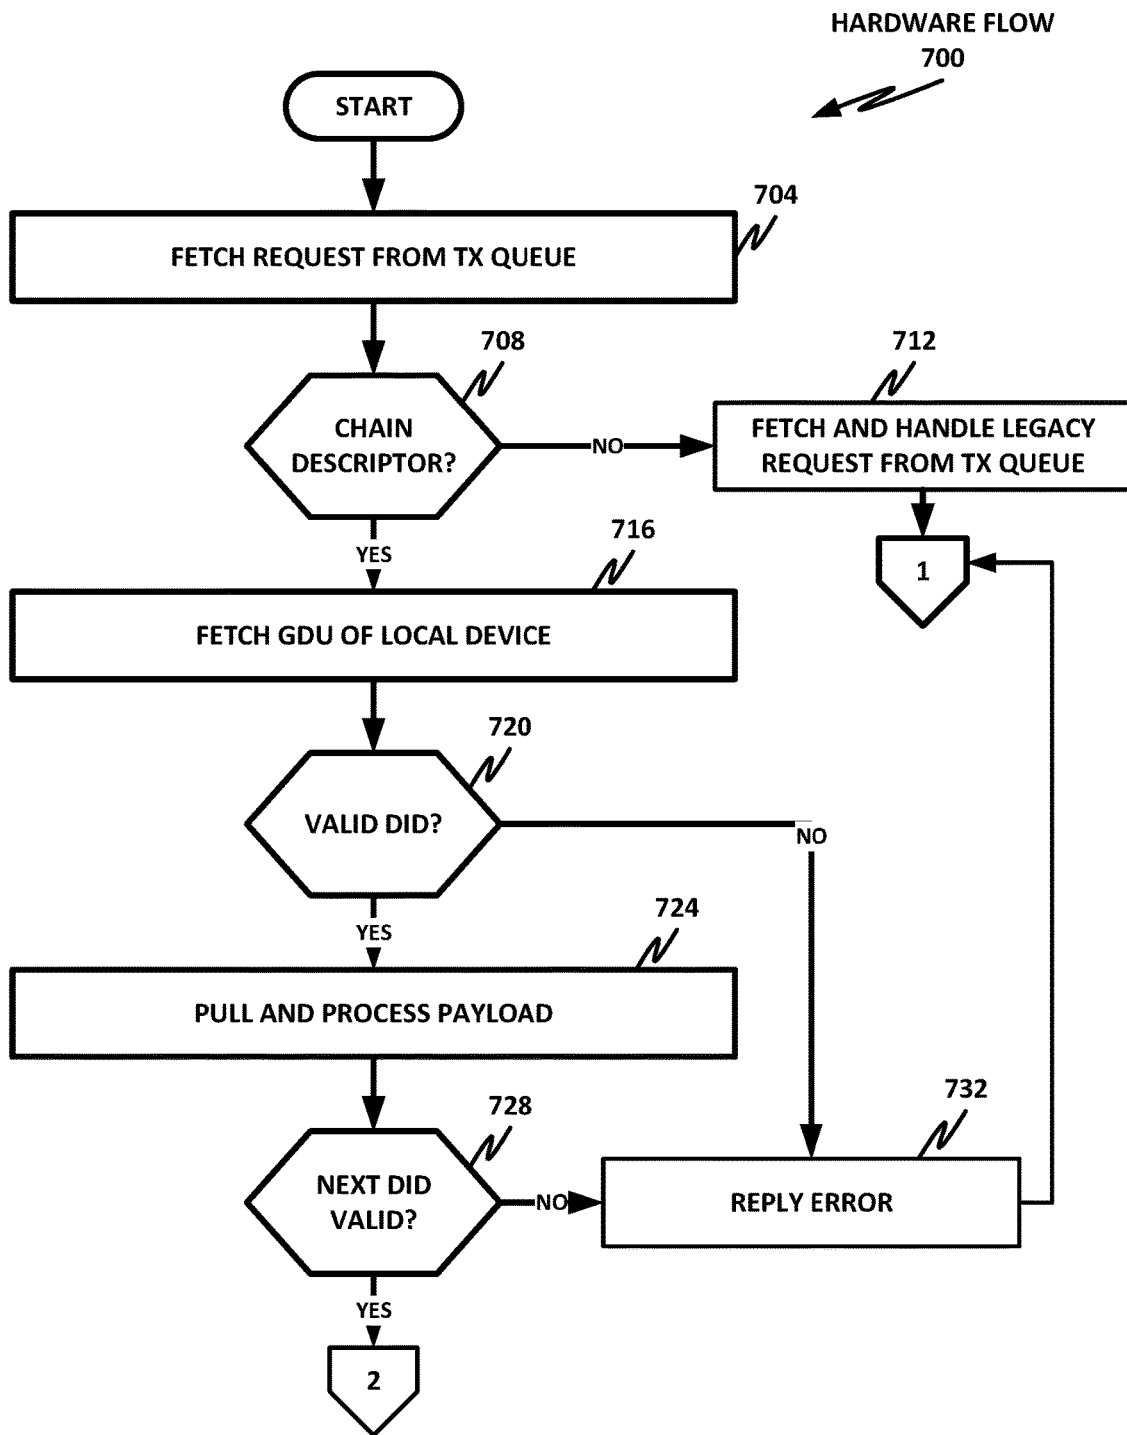 HARDWARE FLOW
700
START
704
FETCH REQUEST FROM TX QUEUE
708
CHAIN
DESCRIPTOR?
NO
712
FETCH AND HANDLE LEGACY
REQUEST FROM TX QUEUE
YES
1
716
FETCH GDU OF LOCAL DEVICE
720
VALID DID?
NO
YES
724
PULL AND PROCESS PAYLOAD
728
NEXT DID
VALID?
NO
732
REPLY ERROR
YES
2